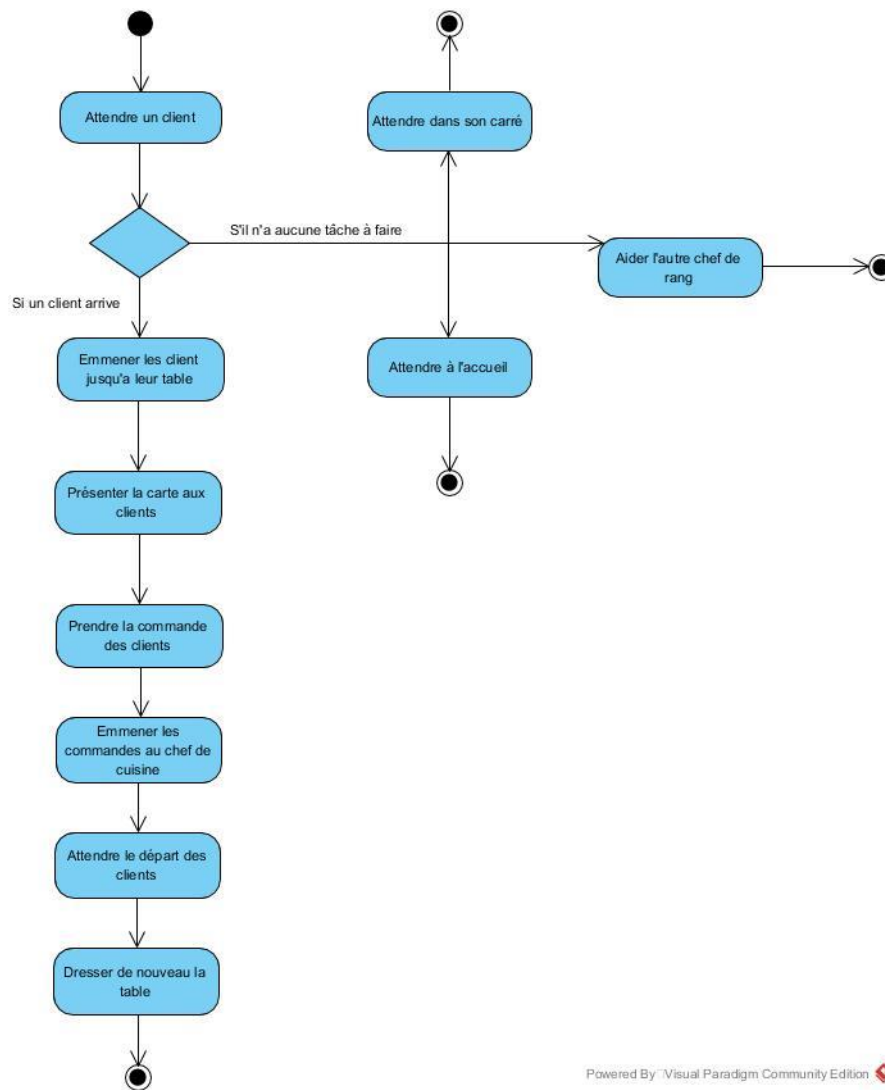 Attendre un client
Attendre dans son carré
S'il n'a aucune tâche à faire
Aider l'autre chef de
rang
Si un client arrive
Emmener les client
jusqu'a leur table
Attendre à l'accueil
Présenter la carte aux
clients
Prendre la commande
des clients
Emmener les
commandes au chef de
cuisine
Attendre le départ des
clients
Dresser de nouveau la
table
Powered By Visual Paradigm Community Edition